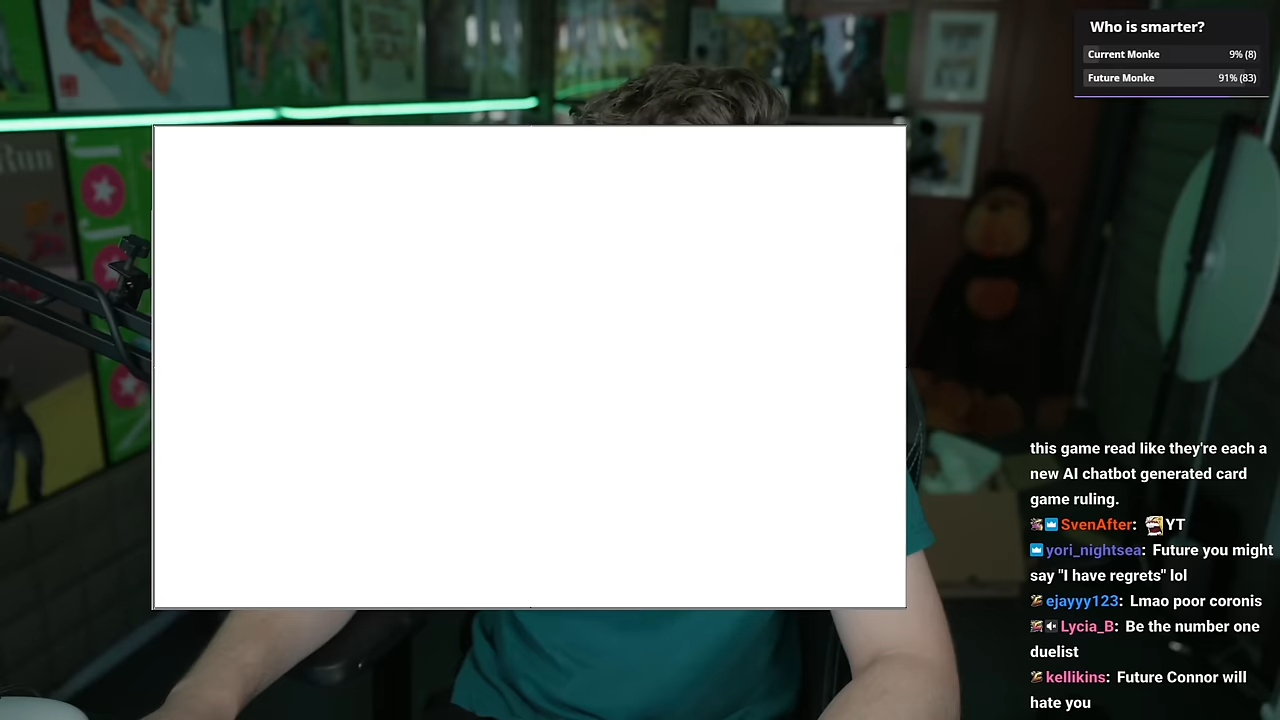 Who is smarter?
Current Monke 9% (8)
Future Monke 91% (83)
Run
this game read like they're each a
new AI chatbot generated card
game ruling.
SvenAfter: YT
yori_nightsea: Future you might
say "I have regrets" lol
ejayyy123: Lmao poor coronis
Lycia_B: Be the number one
duelist
kellikins: Future Connor will
hate you